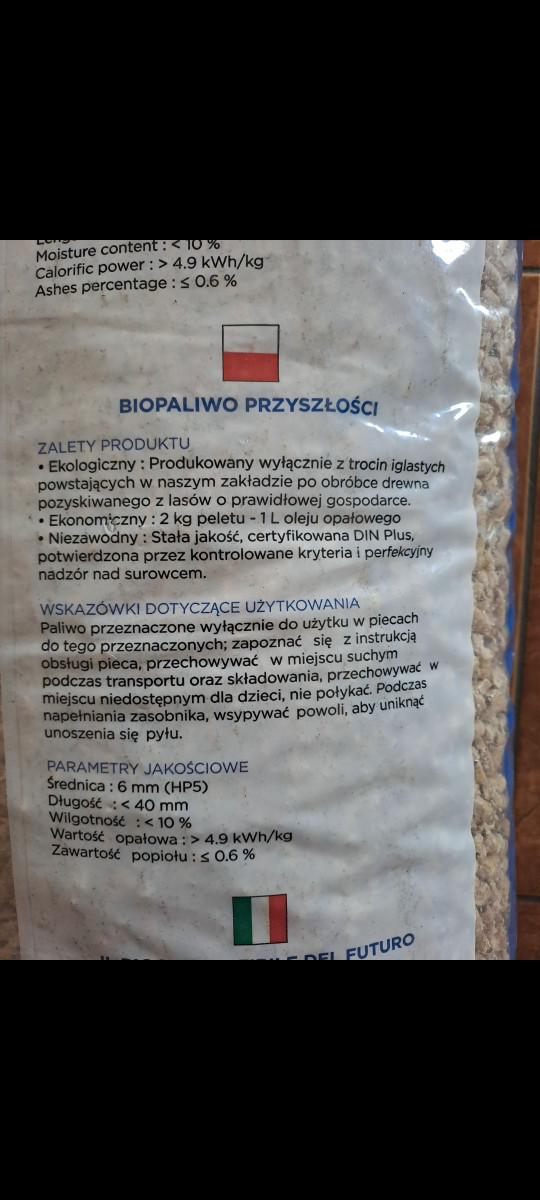 Moisture content : < 10 %
Calorific power : > 4.9 kWh/kg
Ashes percentage : ≤ 0.6 %
BIOPALIWO PRZYSZŁOŚCI
ZALETY PRODUKTU
• Ekologiczny : Produkowany wyłącznie z trocin iglastych
powstających w naszym zakładzie po obróbce drewna
pozyskiwanego z lasów o prawidłowej gospodarce.
• Ekonomiczny : 2 kg peletu - 1 L oleju opałowego
• Niezawodny : Stała jakość, certyfikowana DIN Plus,
potwierdzona przez kontrolowane kryteria i perfekcyjny
nadzór nad surowcem.
WSKAZÓWKI DOTYCZĄCE UŻYTKOWANIA
Paliwo przeznaczone wyłącznie do użytku w piecach
do tego przeznaczonych; zapoznać się z instrukcją
obsługi pieca, przechowywać w miejscu suchym
podczas transportu oraz składowania, przechowywać w
miejscu niedostępnym dla dzieci, nie połykać. Podczas
napełniania zasobnika, wsypywać powoli, aby uniknąć
unoszenia się pyłu.
PARAMETRY JAKOŚCIOWE
Średnica : 6 mm (HP5)
Długość : < 40 mm
Wilgotność : < 10 %
Wartość opałowa : > 4.9 kWh/kg
Zawartość popiołu : ≤ 0.6 %
DEL FUTURO